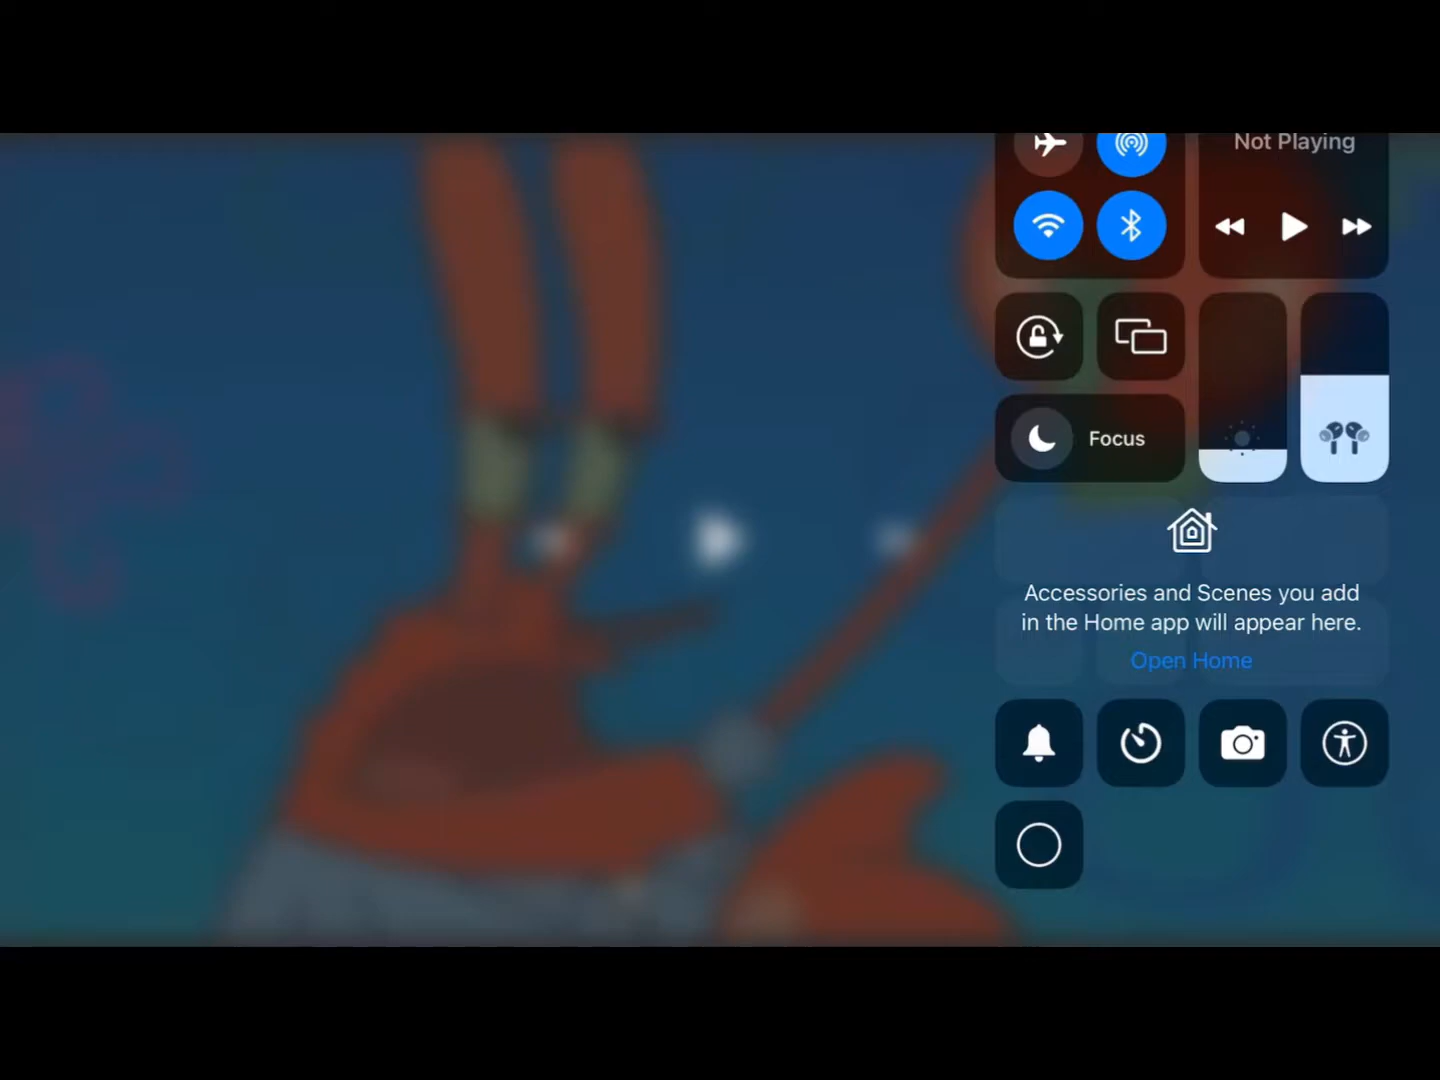 Not Playing
Focus
Accessories and Scenes you add
in the Home app will appear here.
Open Home